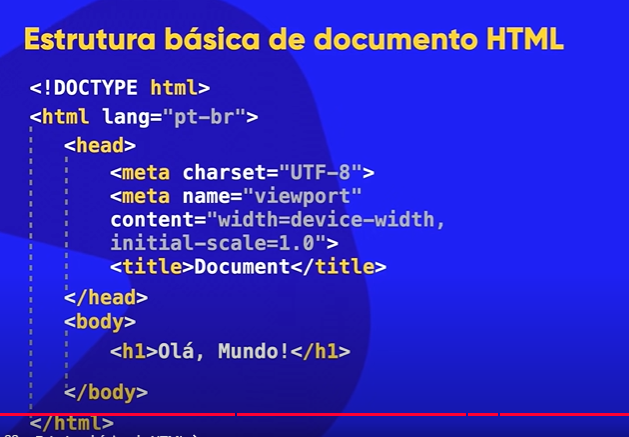 Estrutura básica de documento HTML
<!DOCTYPE html>
<html lang="pt-br">
<head>
<meta charset="UTF-8">
<meta name="viewport"
content="width=device-width,
initial-scale=1.0">
<title>Document</title>
</head>
<body>
<h1>Olá, Mundo!</h1>
</body>
</html>